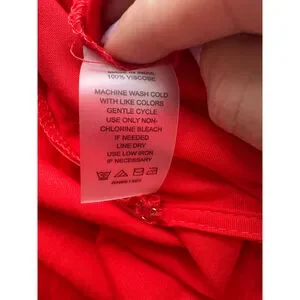 100% VISCOSE
MACHINE WASH COLD
WITH LIKE COLORS
GENTLE CYCLE
USE ONLY NON-
CHLORINE BLEACH
IF NEEDED
LINE DRY
USE LOW IRON
IF NECESSARY